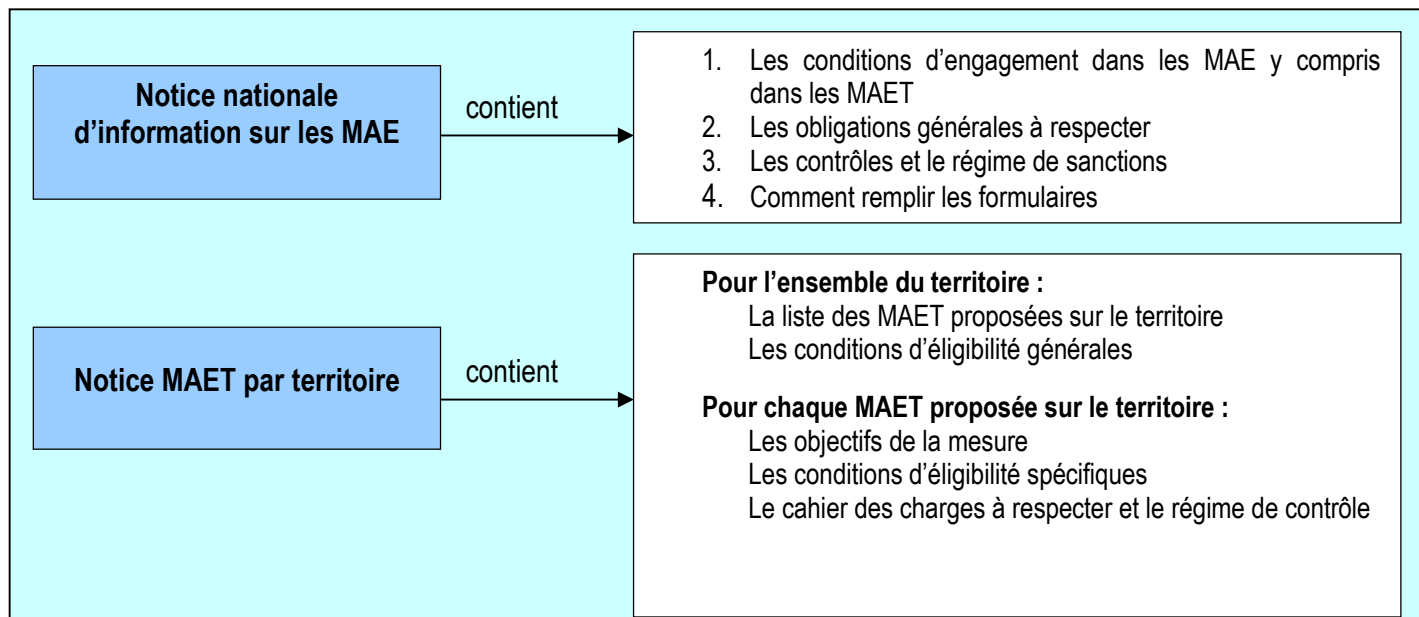 Notice nationale
d’information sur les MAE
contient
1. Les conditions d’engagement dans les MAE y compris
dans les MAET
2. Les obligations générales à respecter
3. Les contrôles et le régime de sanctions
4. Comment remplir les formulaires
Notice MAET par territoire
contient
Pour l’ensemble du territoire :
La liste des MAET proposées sur le territoire
Les conditions d’éligibilité générales
Pour chaque MAET proposée sur le territoire :
Les objectifs de la mesure
Les conditions d’éligibilité spécifiques
Le cahier des charges à respecter et le régime de contrôle